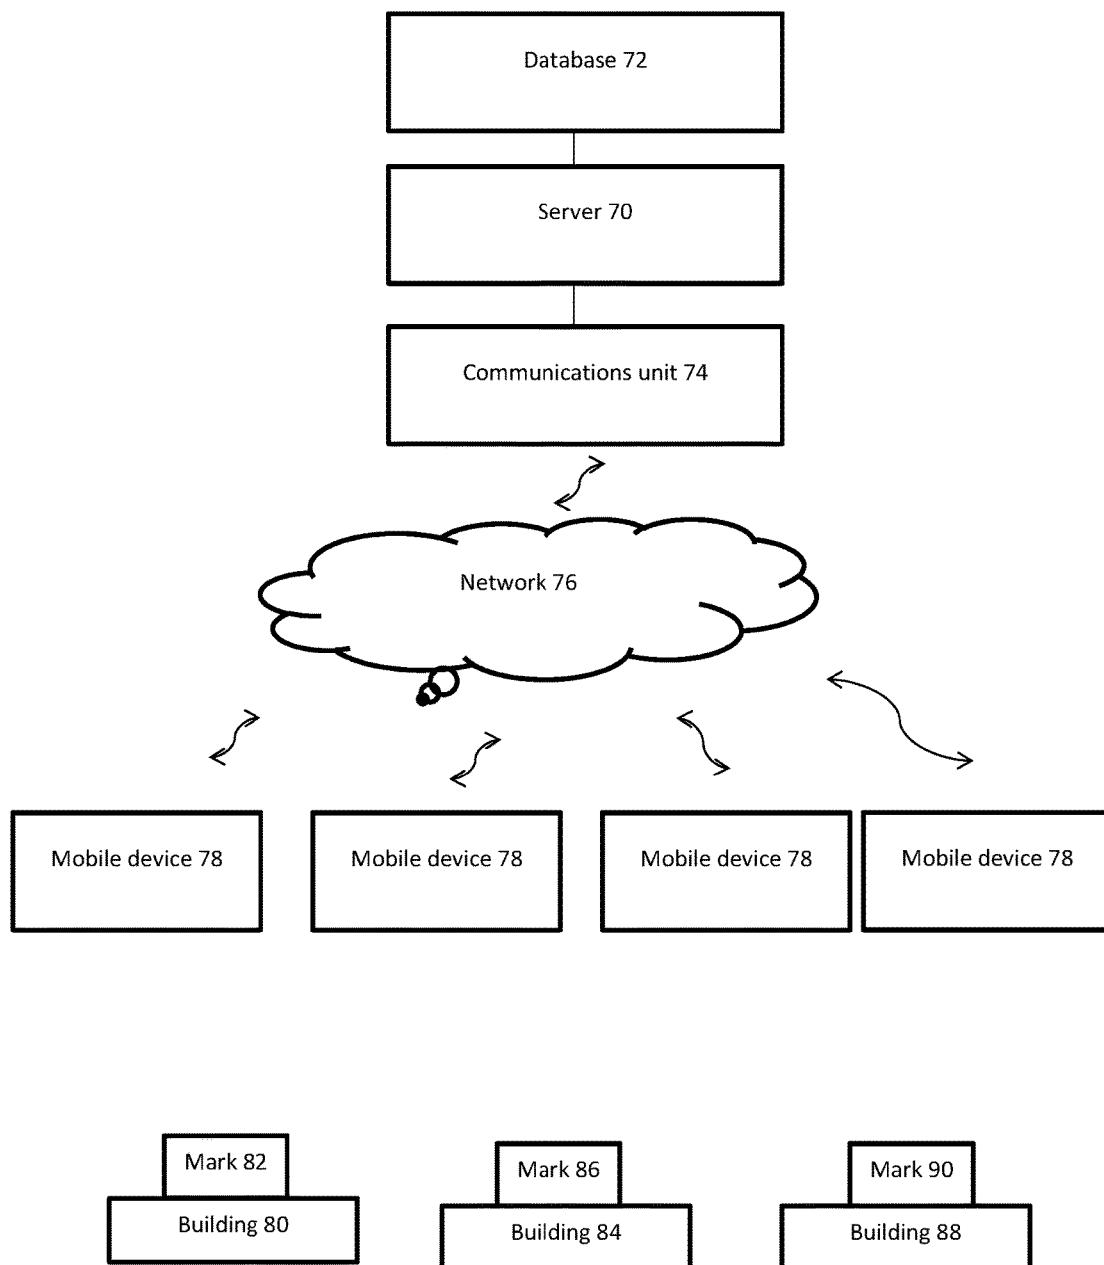 Database 72
Server 70
Communications unit 74
Network 76
Mobile device 78
Mobile device 78
Mobile device 78
Mobile device 78
Mark 82
Mark 86
Mark 90
Building 80
Building 84
Building 88